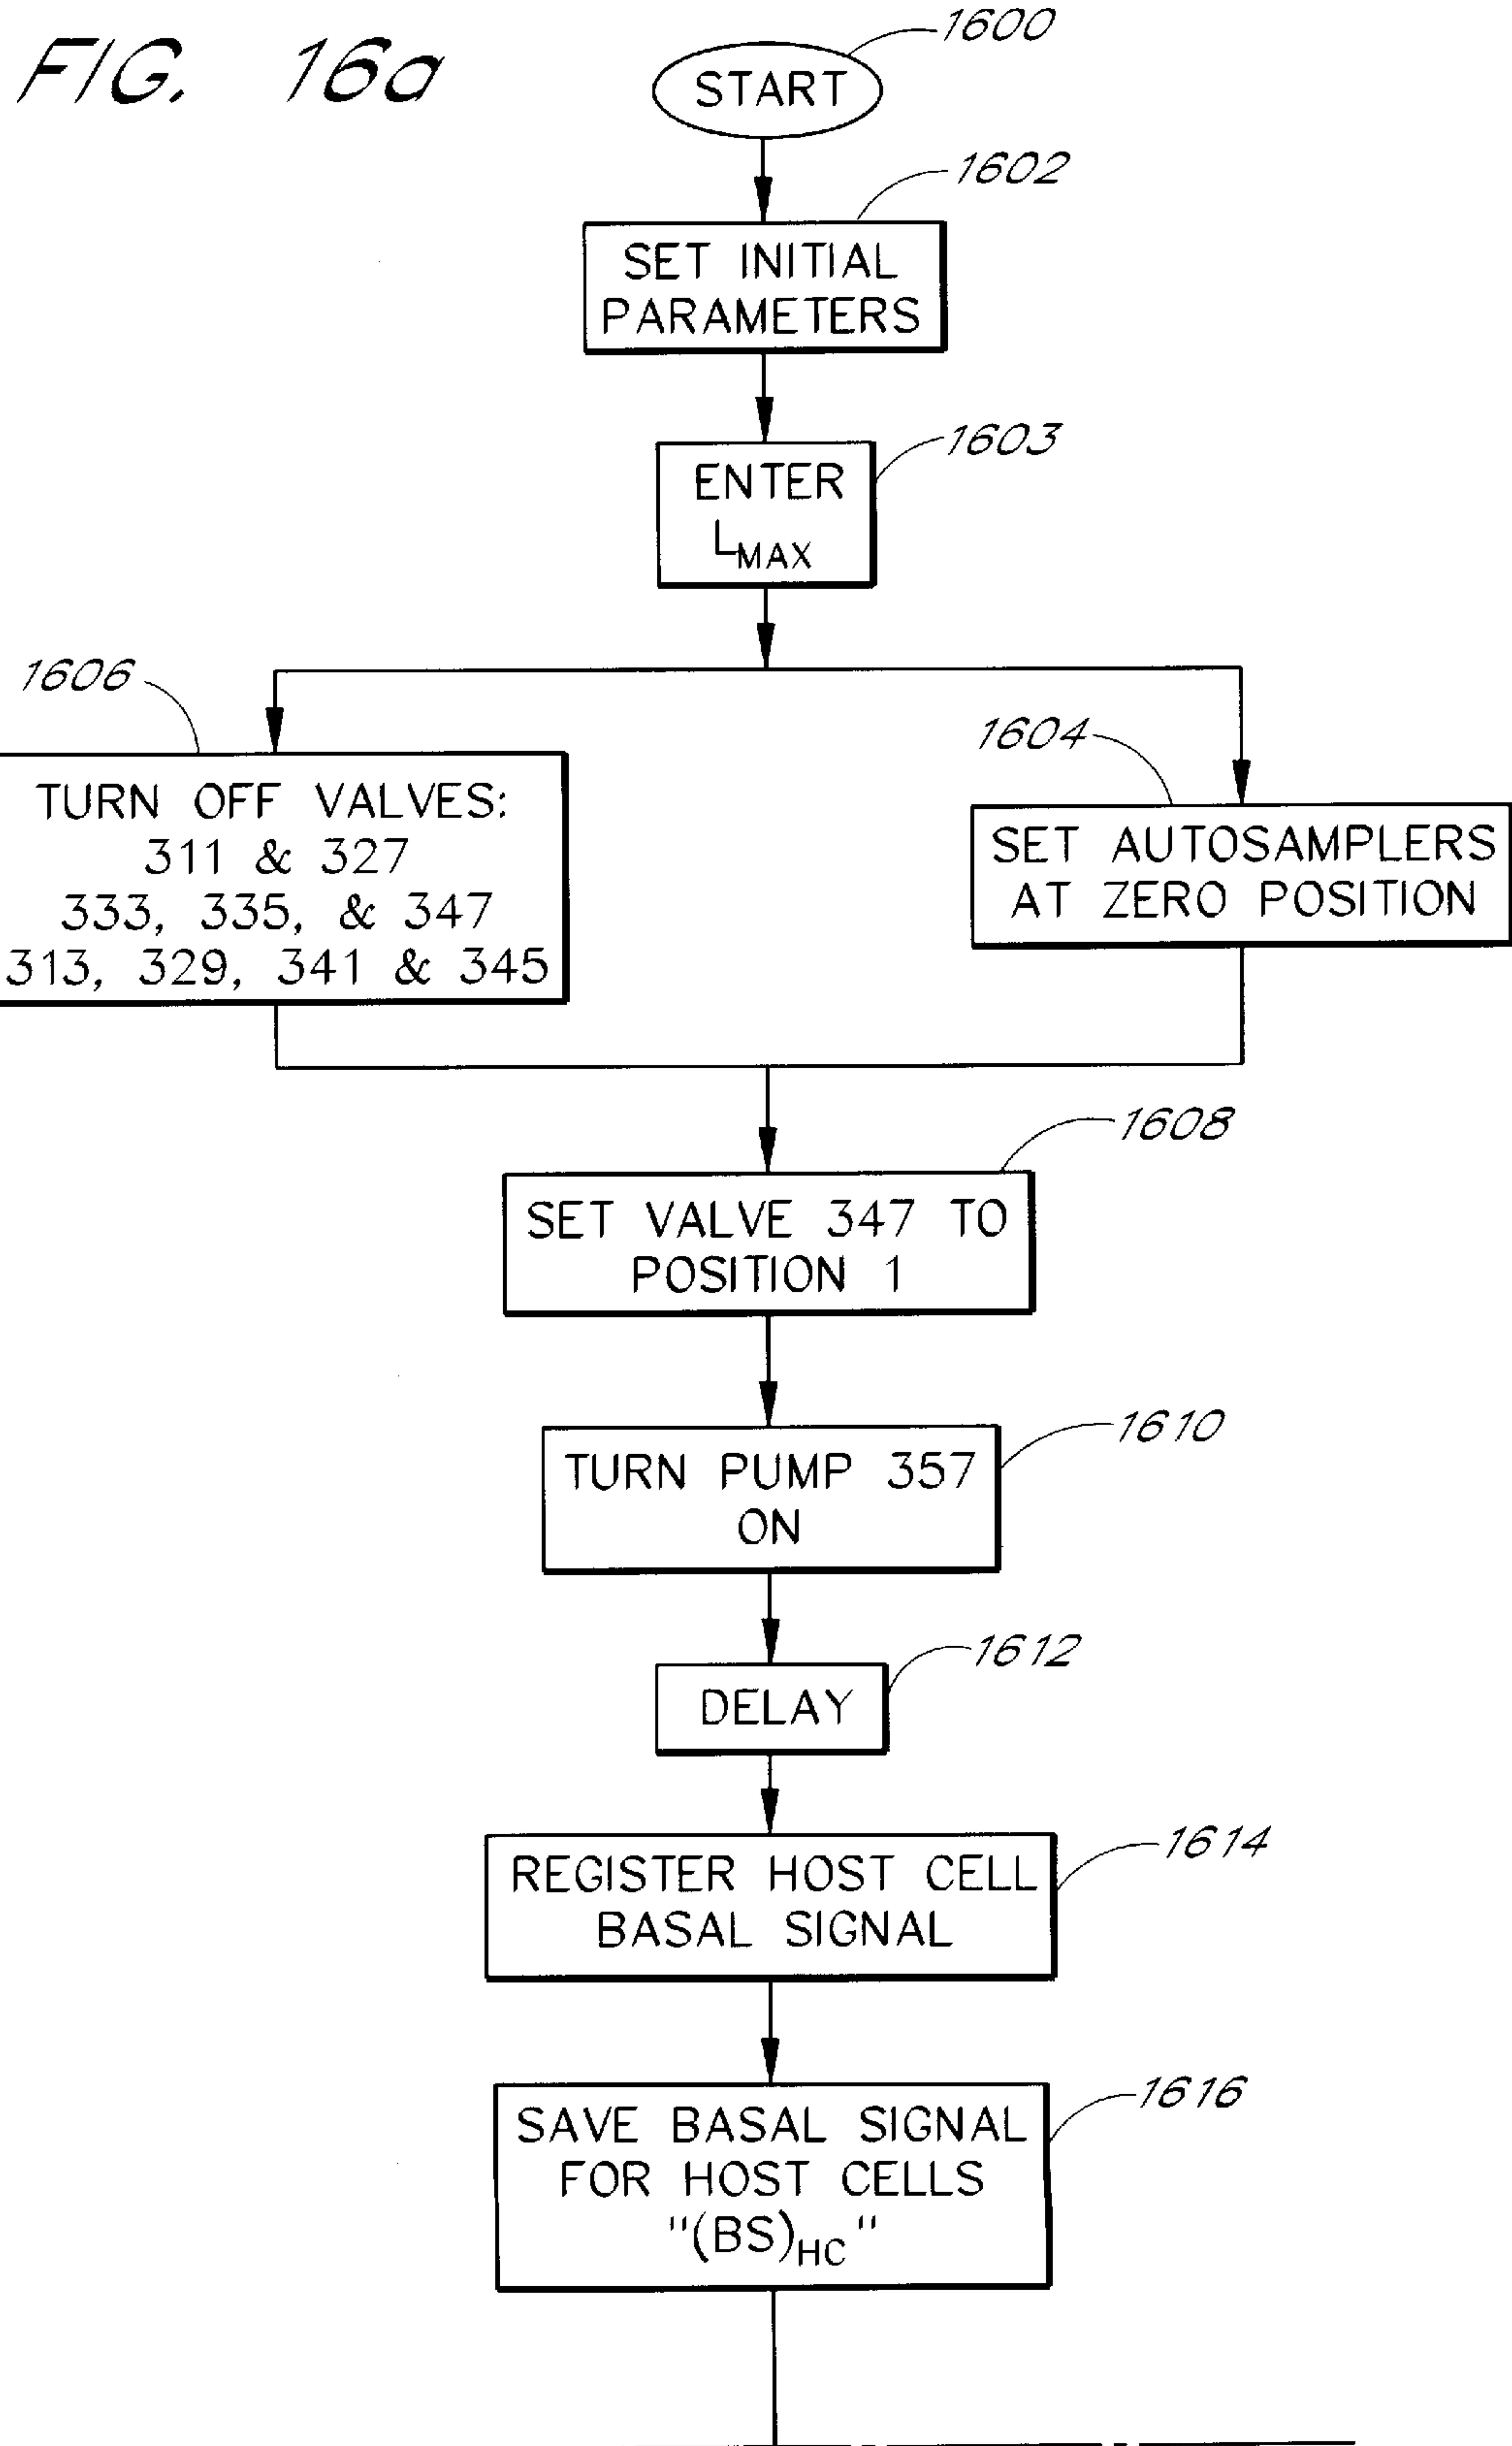 FIG. 16a
START
1600
1602
SET INITIAL
PARAMETERS
1603
ENTER
L_MAX
1606
TURN OFF VALVES:
311 & 327
333, 335, & 347
313, 329, 341 & 345
1604
SET AUTOSAMPLERS
AT ZERO POSITION
1608
SET VALVE 347 TO
POSITION 1
1610
TURN PUMP 357
ON
1612
DELAY
1614
REGISTER HOST CELL
BASAL SIGNAL
1616
SAVE BASAL SIGNAL
FOR HOST CELLS
"(BS)_HC"